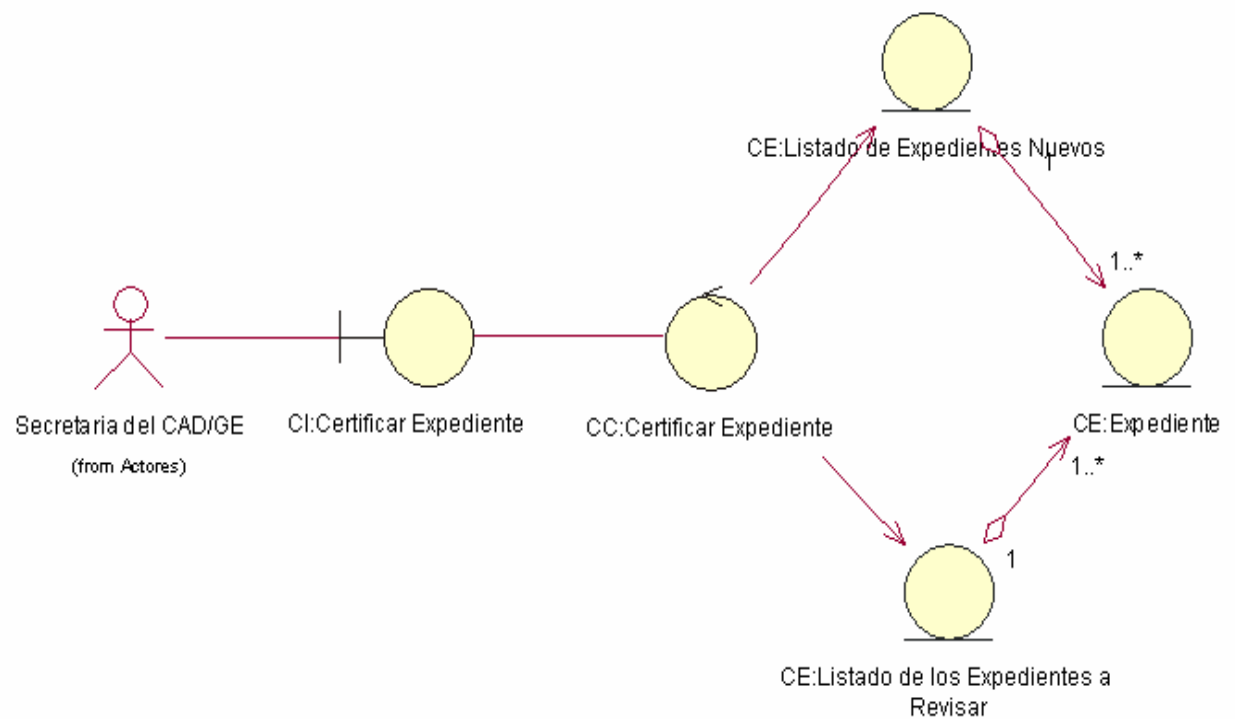 CE:Listado de Expedientes Nuevos
1
1..*
Secretaria del CAD/GE
(from Actores)
CI:Certificar Expediente
CC:Certificar Expediente
CE:Expediente
1..*
1
CE:Listado de los Expedientes a
Revisar